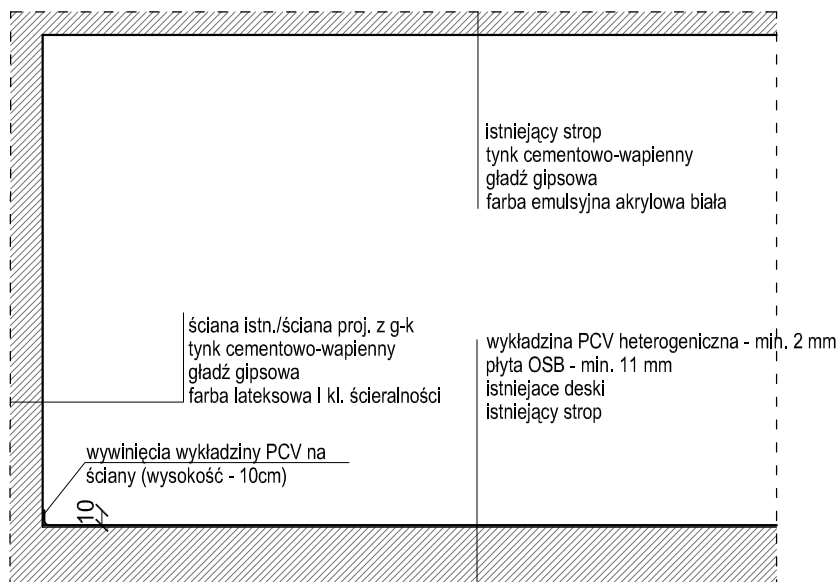 istniejący strop
tynk cementowo-wapienny
gładź gipsowa
farba emulsyjna akrylowa biała
ściana istn./ściana proj. z g-k
tynk cementowo-wapienny
gładź gipsowa
farba lateksowa I kl. ścieralności
wykładzina PCV heterogeniczna - min. 2 mm
płyta OSB - min. 11 mm
istniejace deski
istniejący strop
wywinięcia wykładziny PCV na
ściany (wysokość - 10cm)
10